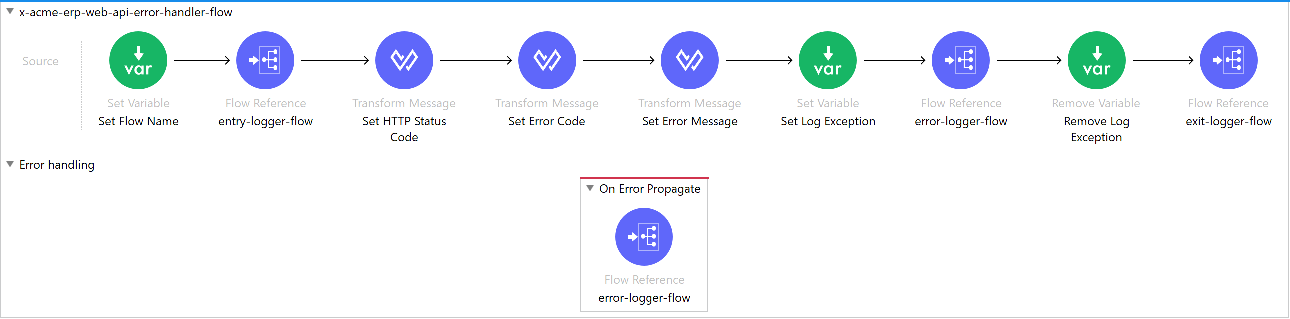 x-acme-erp-web-api-error-handler-flow
Source
var
var
var
Set Variable
Flow Reference
Transform Message
Transform Message
Transform Message
Set Variable
Flow Reference
Remove Variable
Flow Reference
Set Flow Name
entry-logger-flow
Set HTTP Status
Code
Set Error Code
Set Error Message
Set Log Exception
error-logger-flow
Remove Log
Exception
exit-logger-flow
Error handling
On Error Propagate
Flow Reference
error-logger-flow